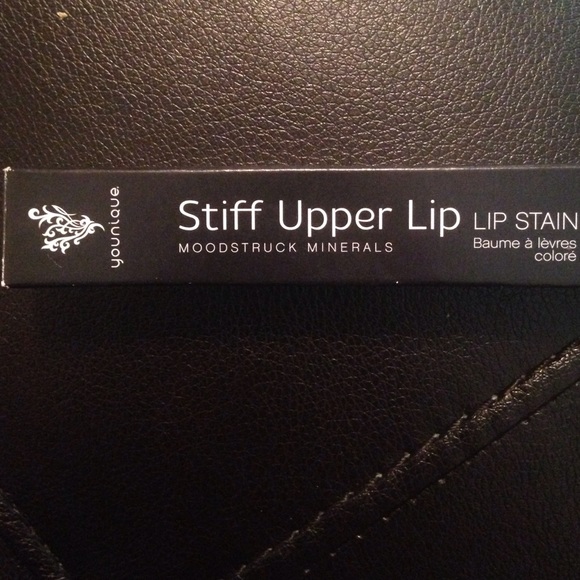 younique
Stiff Upper Lip LIP STAIN
MOODSTRUCK MINERALS
Baume à lèvres
coloré